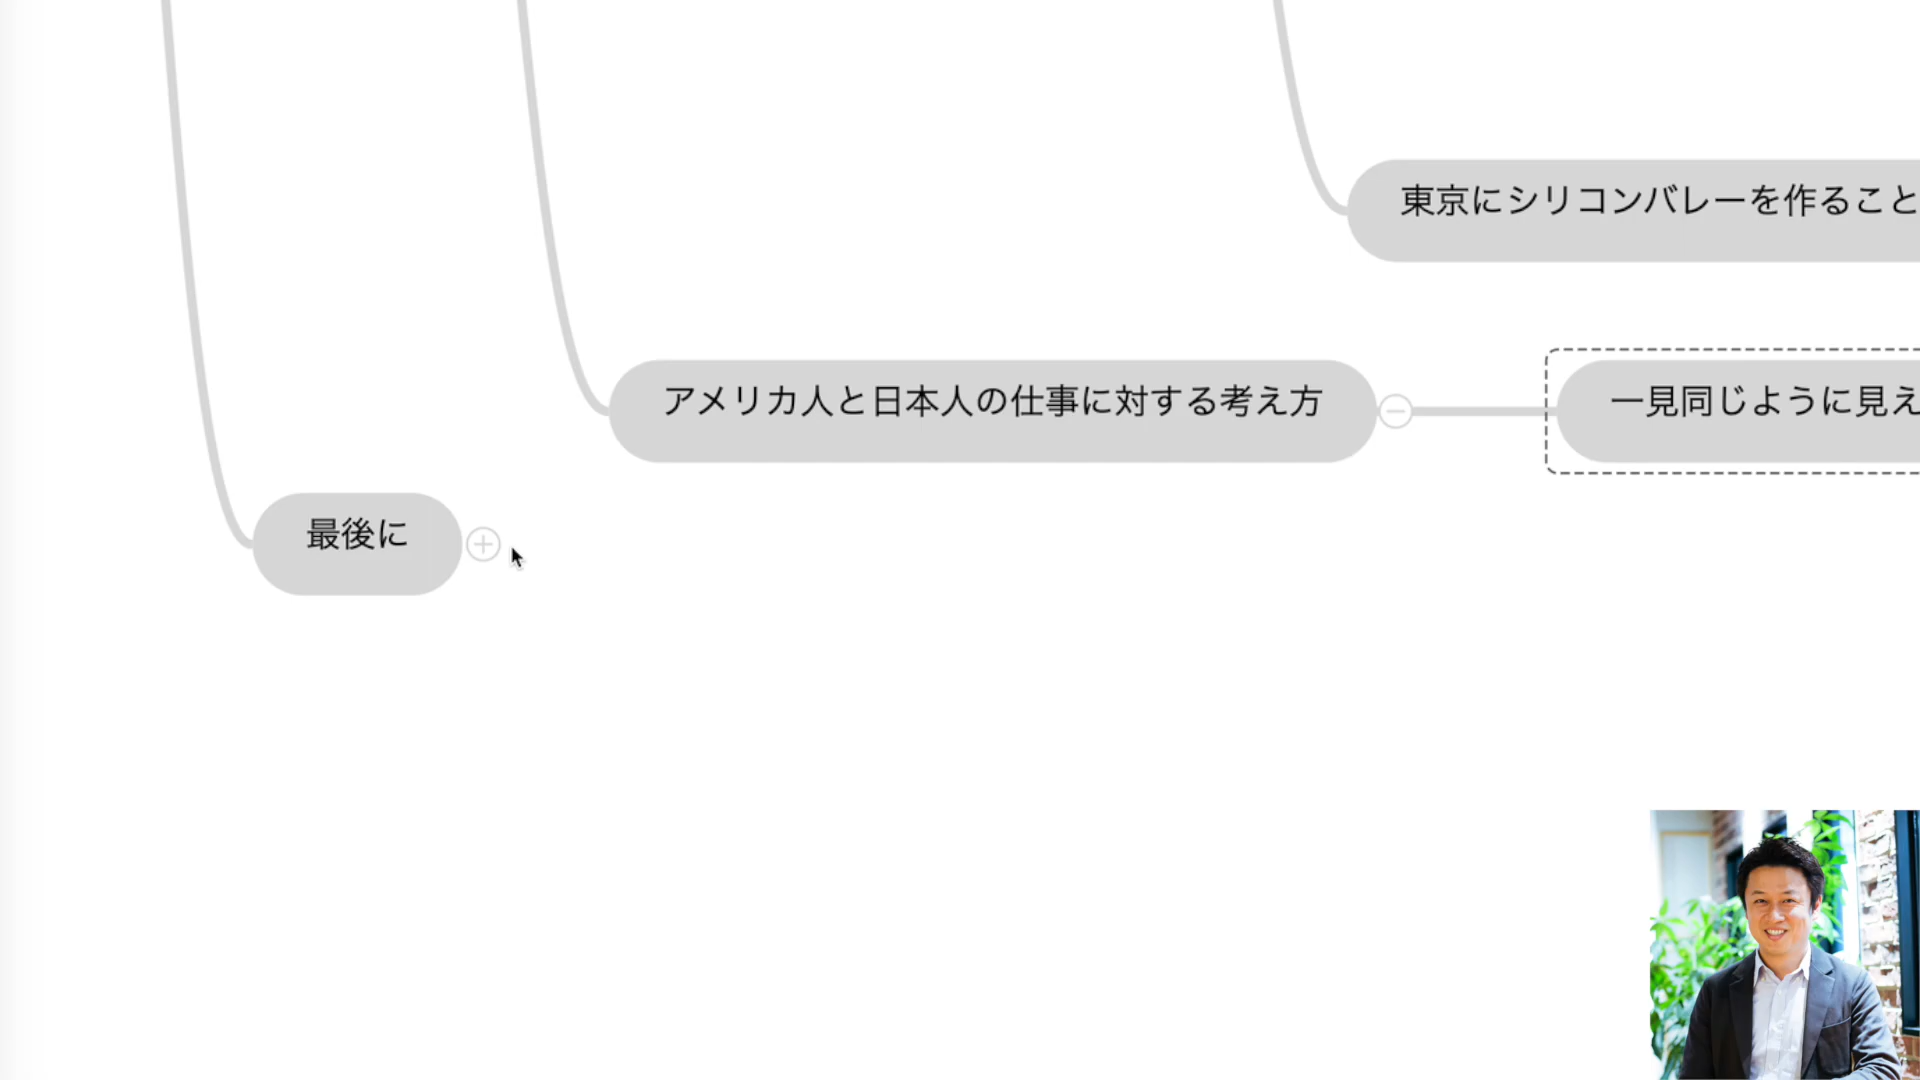 東京にシリコンバレーを作ること
アメリカ人と日本人の仕事に対する考え方
一見同じように見え
最後に